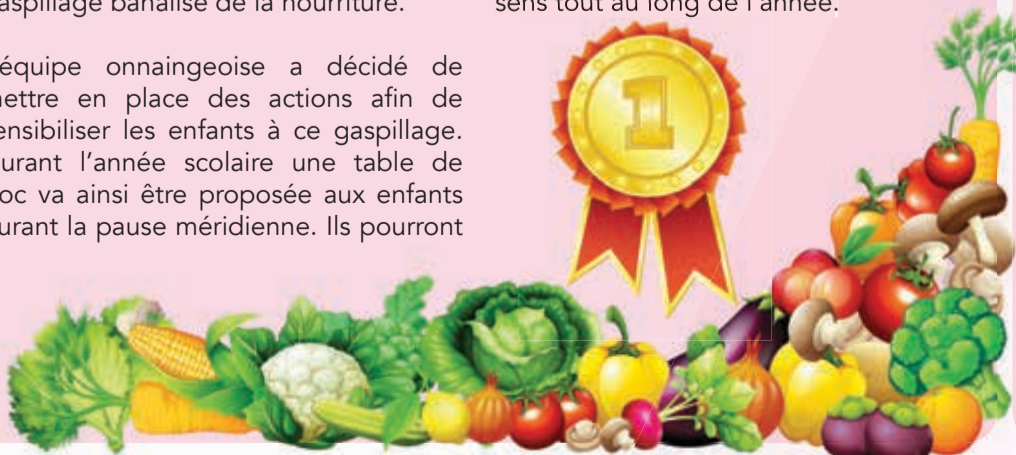 aspillage banalisé de la nourriture.
équipe onnaingeoise a décidé de
mettre en place des actions afin de
ensibiliser les enfants à ce gaspillage.
urant l'année scolaire une table de
oc va ainsi être proposée aux enfants
urant la pause méridienne. Ils pourront
sens tout au long de l'année.
1